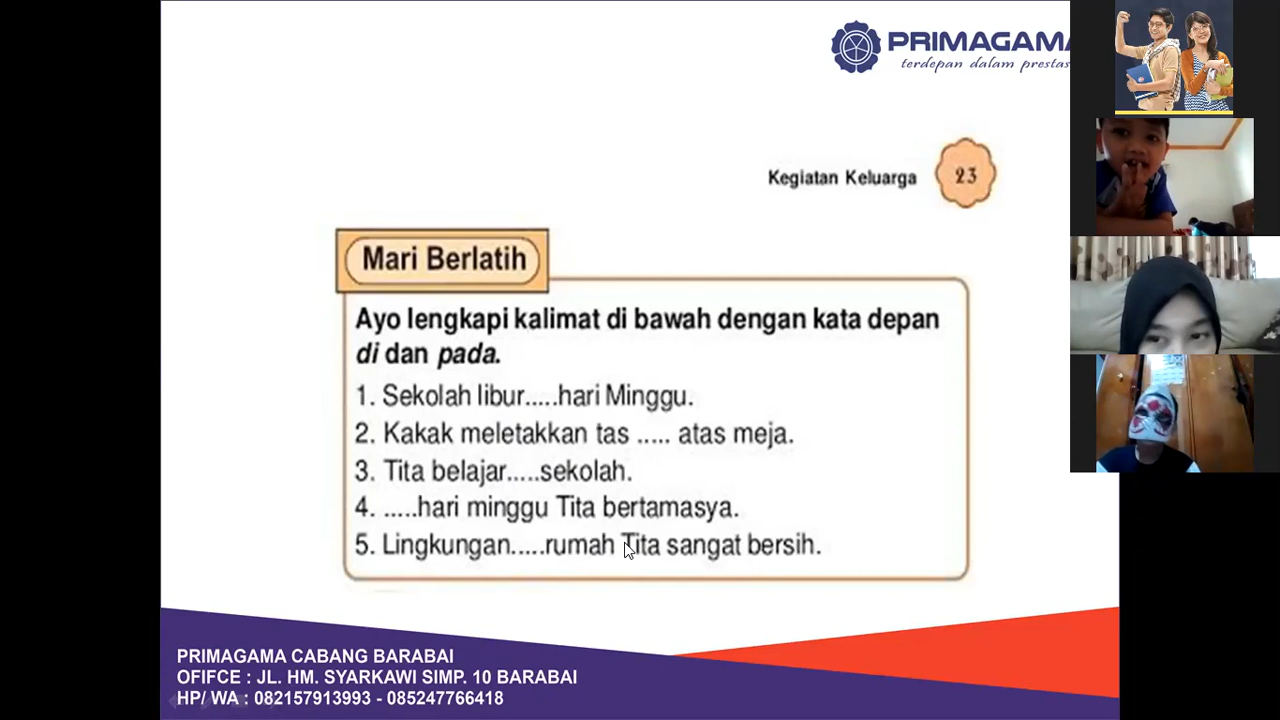 PRIMAGAMA
terdepan dalam prestas
Kegiatan Keluarga 23
Mari Berlatih
Ayo lengkapi kalimat di bawah dengan kata depan
di dan pada.
1. Sekolah libur.....hari Minggu.
2. Kakak meletakkan tas ..... atas meja.
3. Tita belajar.....sekolah.
4. .....hari minggu Tita bertamasya.
5. Lingkungan.....rumah Tita sangat bersih.
PRIMAGAMA CABANG BARABAI
OFIFCE : JL. HM. SYARKAWI SIMP. 10 BARABAI
HP/ WA : 082157913993 - 085247766418